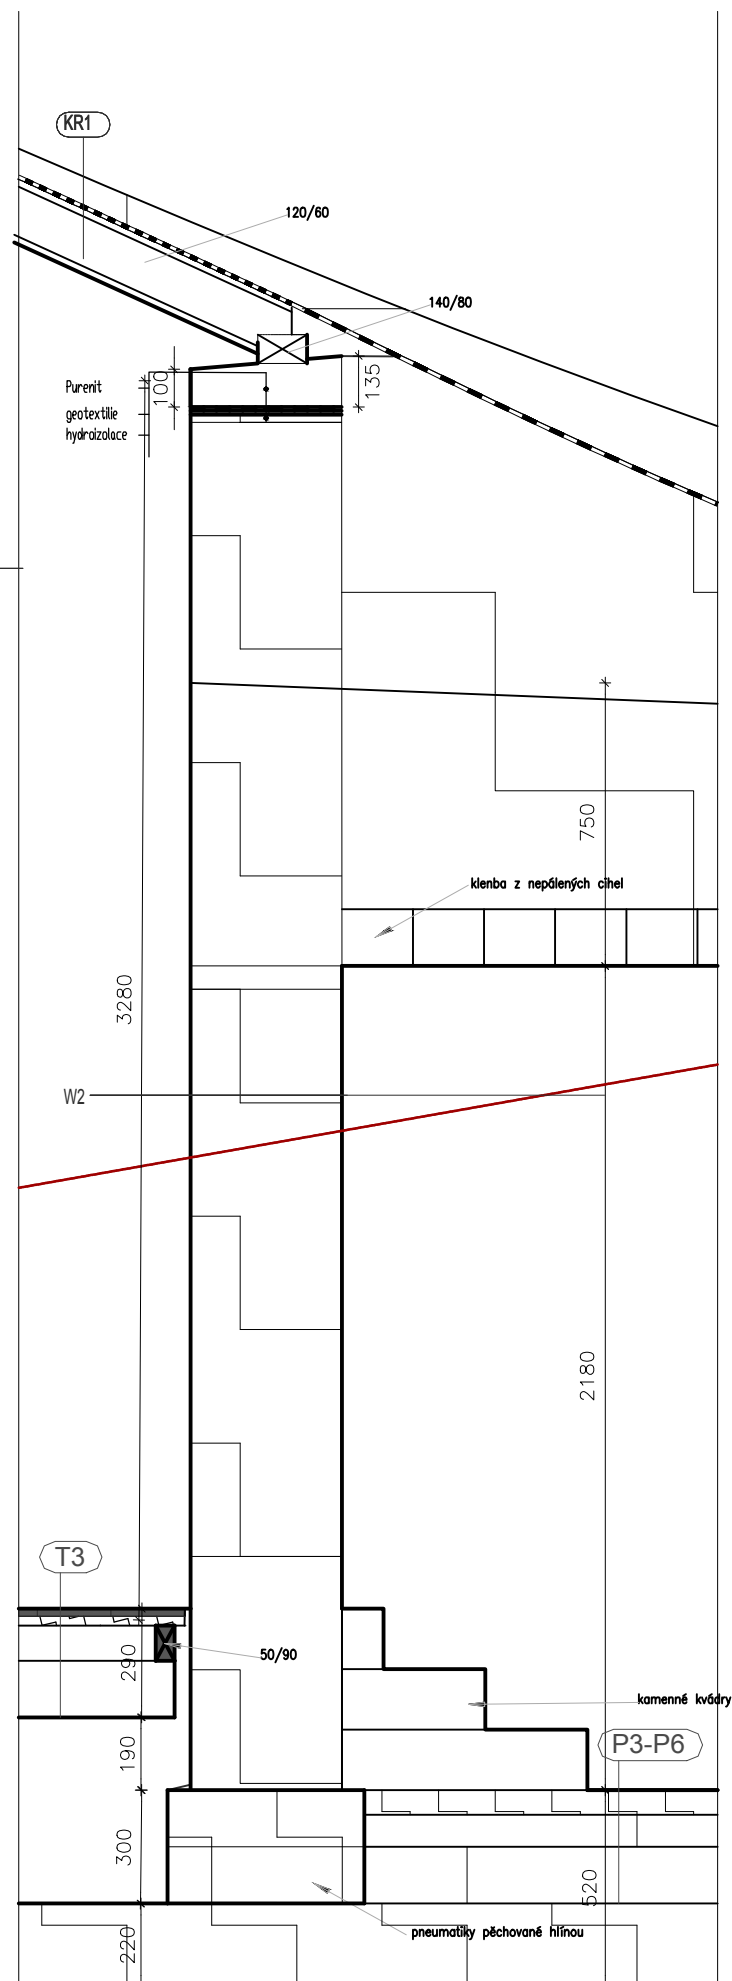 KR1
120/60
140/80
100
135
Purenit
geotextilie
hydroizolace
750
klenba z nepálených cihel
3280
W2
2180
T3
290
50/90
kamenné kvádry
P3-P6
190
300
520
pneumatiky pěchované hlínou
220